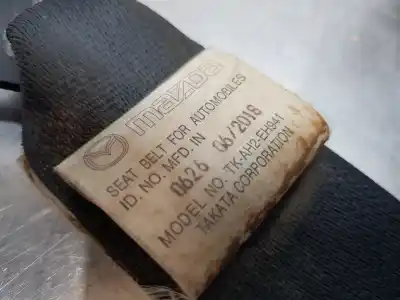 mazda
SEAT BELT FOR AUTOMOBILES
ID. NO. MFD. IN
0626 06/2018
MODEL NO. TK-AH2-EH941
TAKATA CORPORATION